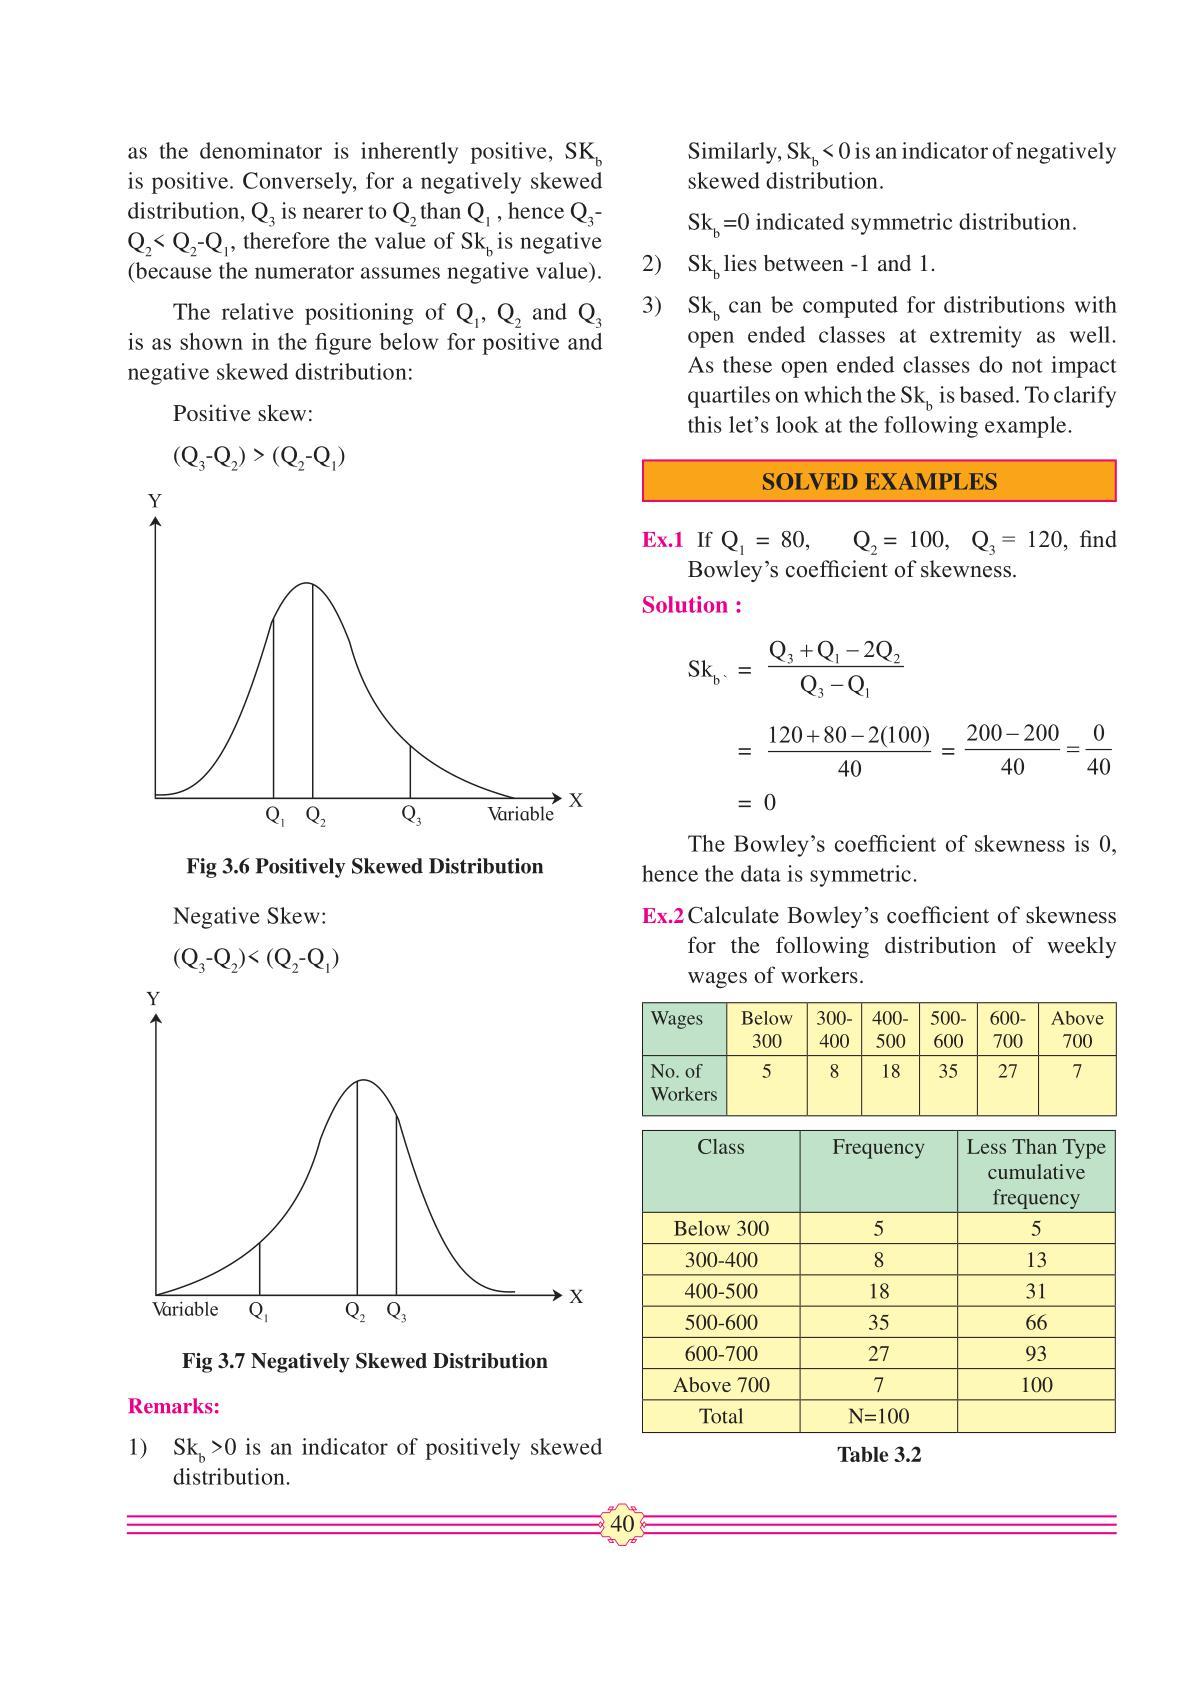 as the denominator is inherently positive, SK_b
is positive. Conversely, for a negatively skewed
distribution, Q_3 is nearer to Q_2 than Q_1 , hence Q_3-
Q_2< Q_2-Q_1, therefore the value of Sk_b is negative
(because the numerator assumes negative value).
The relative positioning of Q_1, Q_2 and Q_3
is as shown in the figure below for positive and
negative skewed distribution:
Positive skew:
(Q_3-Q_2) > (Q_2-Q_1)
Y
X
Q_1 Q_2 Q_3 Variable
Fig 3.6 Positively Skewed Distribution
Negative Skew:
(Q_3-Q_2)< (Q_2-Q_1)
Y
X
Variable Q_1 Q_2 Q_3
Fig 3.7 Negatively Skewed Distribution
Remarks:
1) Sk_b >0 is an indicator of positively skewed
distribution.
Similarly, Sk_b < 0 is an indicator of negatively
skewed distribution.
Sk_b =0 indicated symmetric distribution.
2) Sk_b lies between -1 and 1.
3) Sk_b can be computed for distributions with
open ended classes at extremity as well.
As these open ended classes do not impact
quartiles on which the Sk_b is based. To clarify
this let’s look at the following example.
SOLVED EXAMPLES
Ex.1 If Q_1 = 80, Q_2 = 100, Q_3 = 120, find
Bowley’s coefficient of skewness.
Solution :
Sk_b` = (Q_3 + Q_1 – 2Q_2) / (Q_3 – Q_1)
= (120 + 80 – 2(100)) / 40 = (200 – 200) / 40 = 0 / 40
= 0
The Bowley’s coefficient of skewness is 0,
hence the data is symmetric.
Ex.2 Calculate Bowley’s coefficient of skewness
for the following distribution of weekly
wages of workers.
Wages Below 300- 400- 500- 600- Above
300 400 500 600 700 700
No. of 5 8 18 35 27 7
Workers
Class Frequency Less Than Type
cumulative
frequency
Below 300 5 5
300-400 8 13
400-500 18 31
500-600 35 66
600-700 27 93
Above 700 7 100
Total N=100
Table 3.2
40